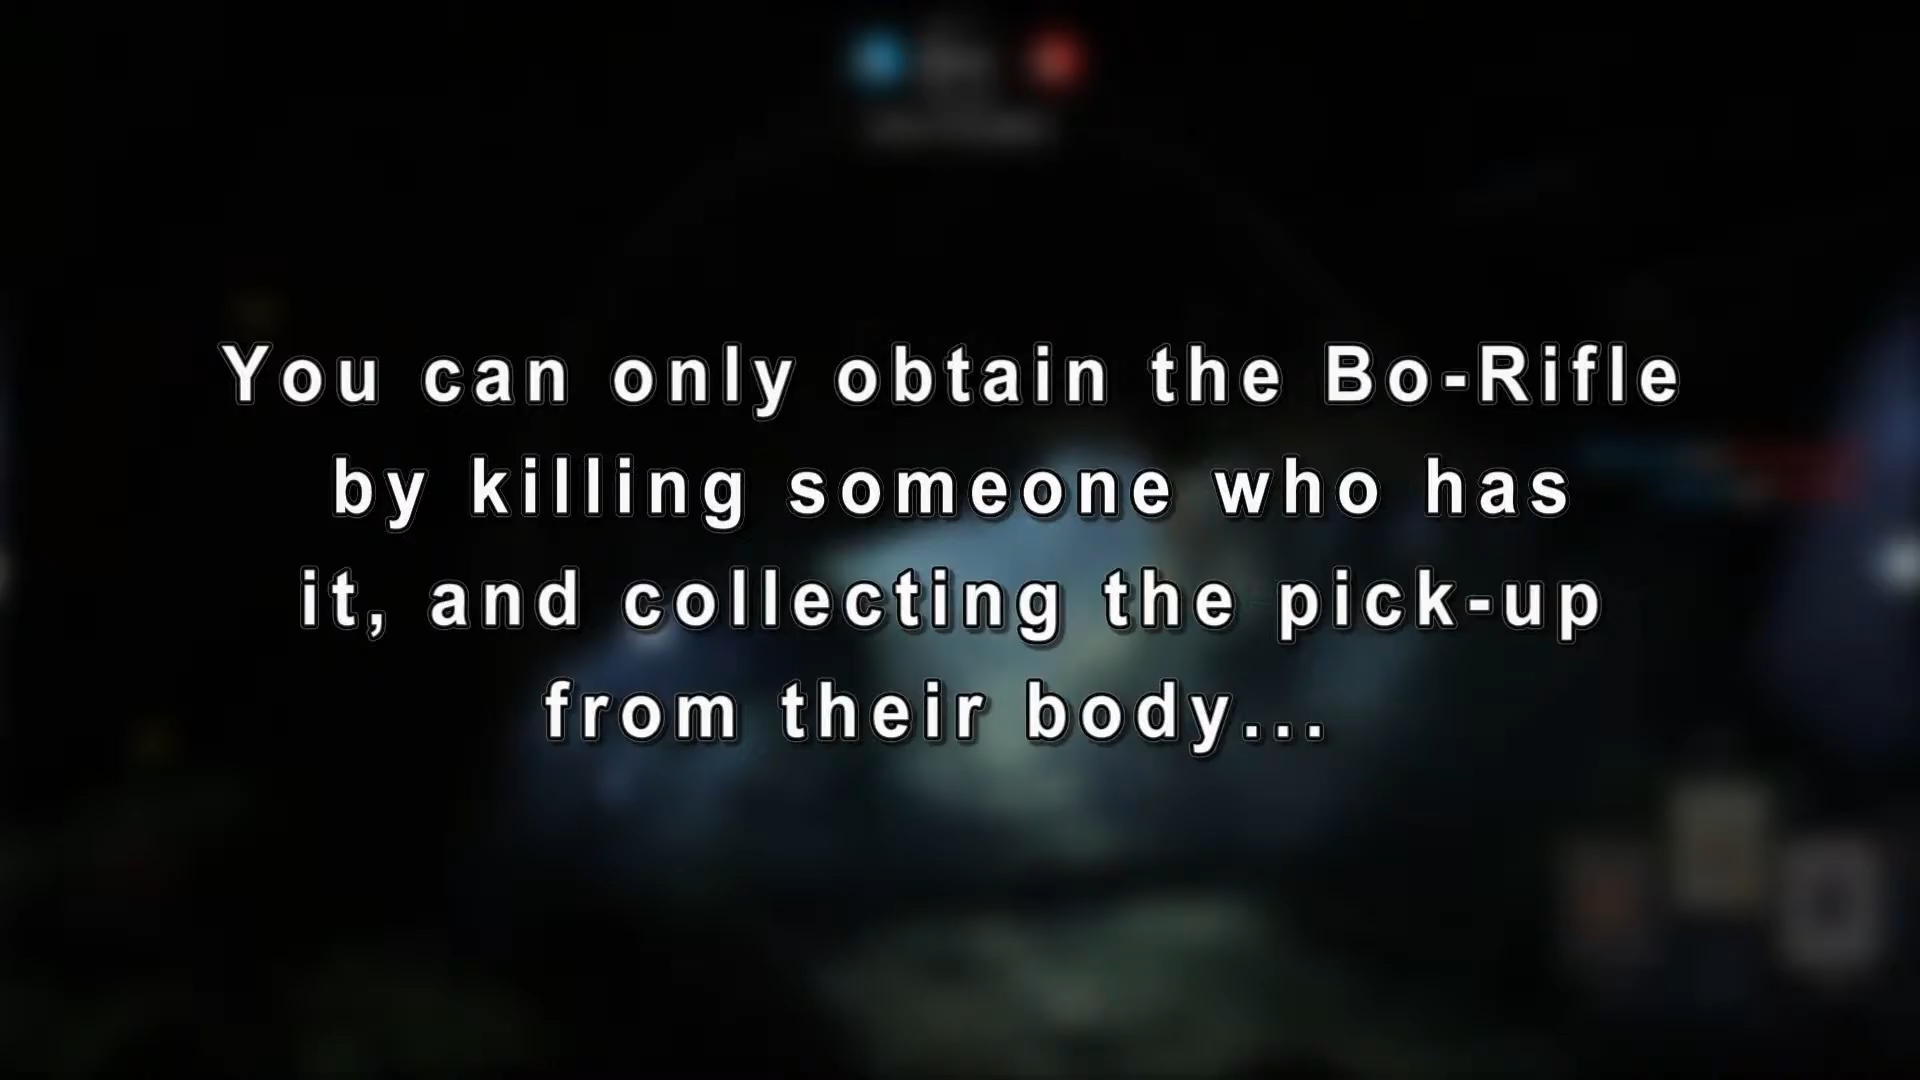 You can only obtain the Bo-Rifle
by killing someone who has
it, and collecting the pick-up
from their body...